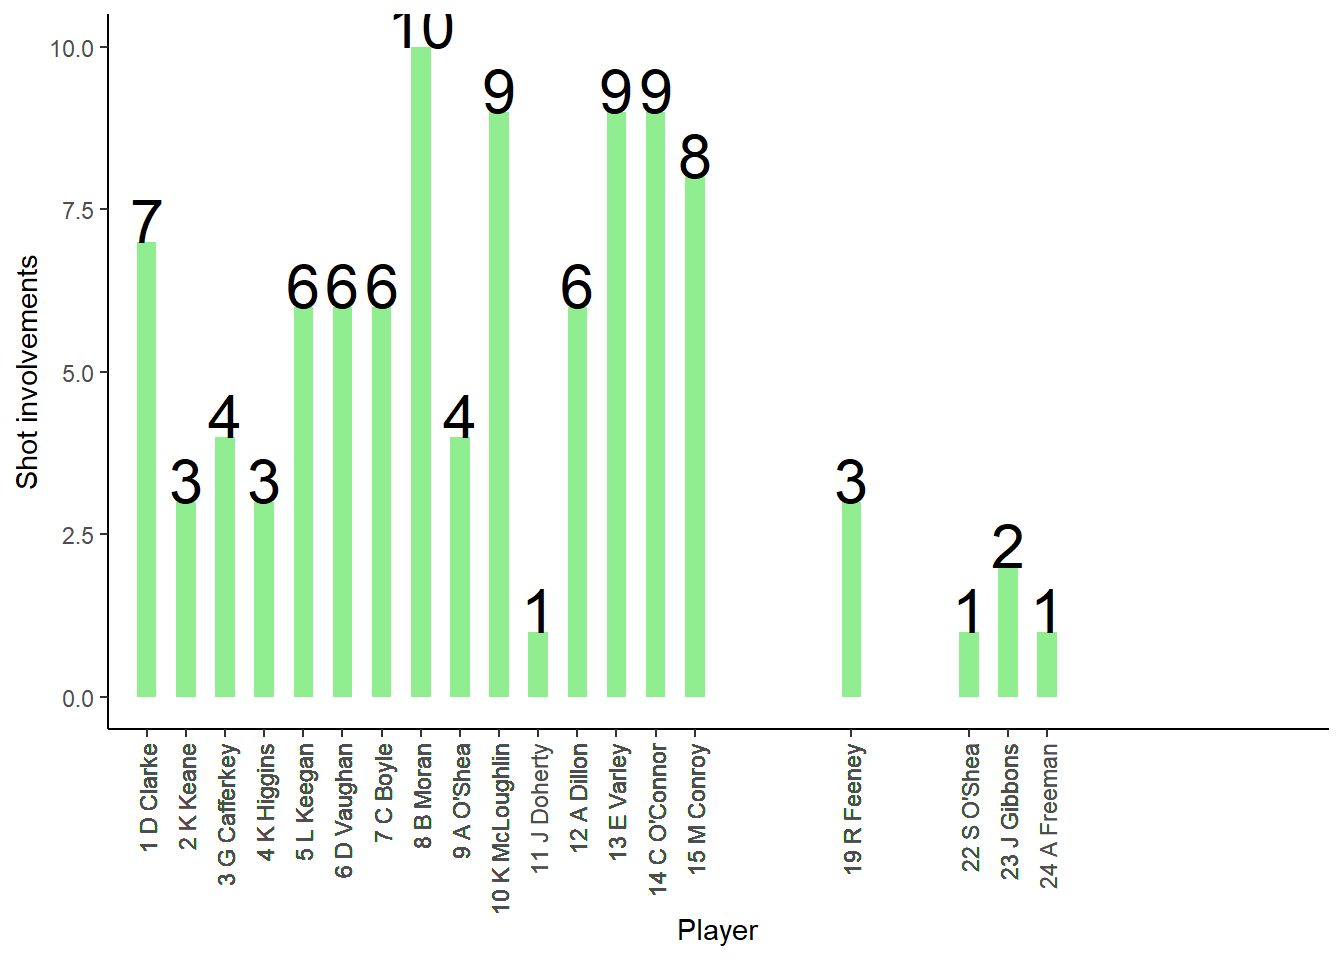 Shot involvements
10.0
7.5
5.0
2.5
0.0
7
3
4
3
6
6
6
10
4
9
1
6
9
9
8
3
1
2
1
1 D Clarke
2 K Keane
3 G Cafferkey
4 K Higgins
5 L Keegan
6 D Vaughan
7 C Boyle
8 B Moran
9 A O'Shea
10 K McLoughlin
11 J Doherty
12 A Dillon
13 E Varley
14 C O'Connor
15 M Conroy
19 R Feeney
22 S O'Shea
23 J Gibbons
24 A Freeman
Player